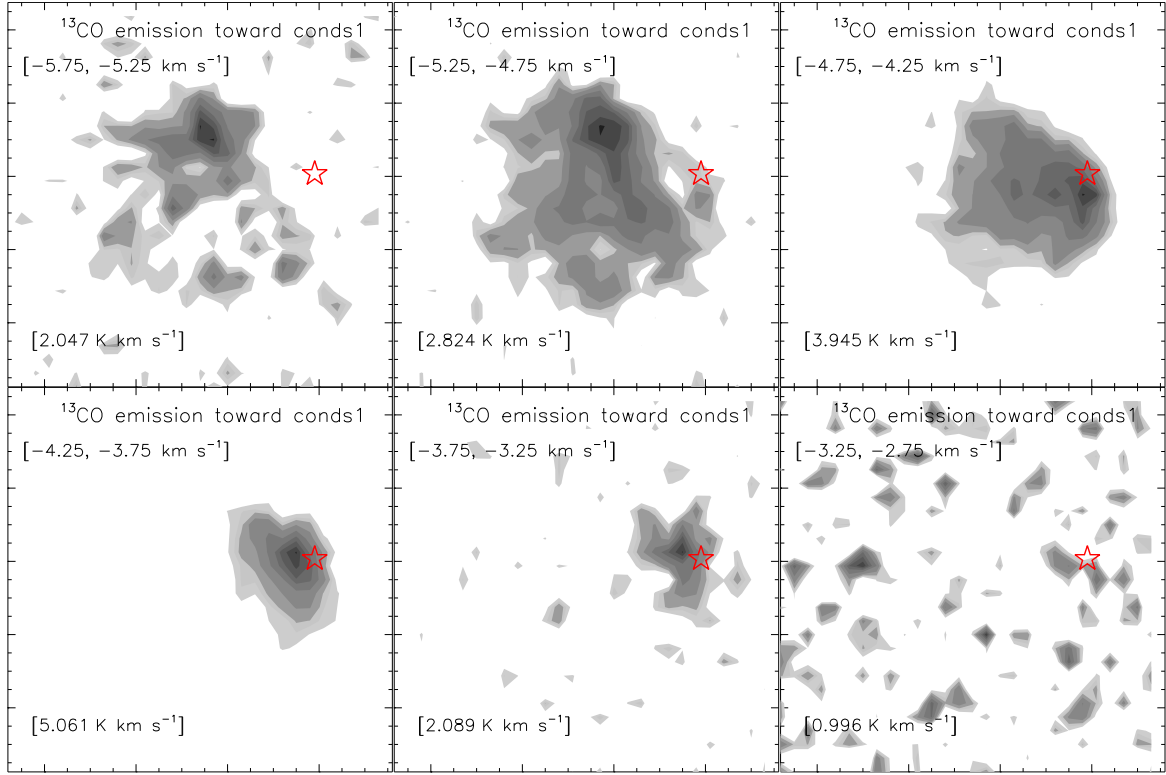 ¹³CO emission toward conds1
[−5.75, −5.25 km s⁻¹]
[2.047 K km s⁻¹]
¹³CO emission toward conds1
[−5.25, −4.75 km s⁻¹]
[2.824 K km s⁻¹]
¹³CO emission toward conds1
[−4.75, −4.25 km s⁻¹]
[3.945 K km s⁻¹]
¹³CO emission toward conds1
[−4.25, −3.75 km s⁻¹]
[5.061 K km s⁻¹]
¹³CO emission toward conds1
[−3.75, −3.25 km s⁻¹]
[2.089 K km s⁻¹]
¹³CO emission toward conds1
[−3.25, −2.75 km s⁻¹]
[0.996 K km s⁻¹]